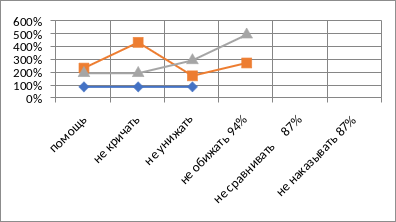 600%
500%
400%
300%
200%
100%
0%
помощь
не кричать
не унижать
не обижать 94%
не сравнивать 87%
не наказывать 87%